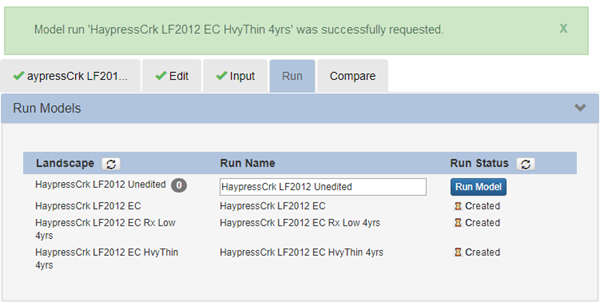 Model run 'HaypressCrk LF2012 EC HvyThin 4yrs' was successfully requested. X
aypressCrk LF201... Edit Input Run Compare
Run Models
Landscape Run Name Run Status
HaypressCrk LF2012 Unedited 0 HaypressCrk LF2012 Unedited Run Model
HaypressCrk LF2012 EC HaypressCrk LF2012 EC Created
HaypressCrk LF2012 EC Rx Low HaypressCrk LF2012 EC Rx Low 4yrs Created
4yrs
HaypressCrk LF2012 EC HvyThin HaypressCrk LF2012 EC HvyThin 4yrs Created
4yrs